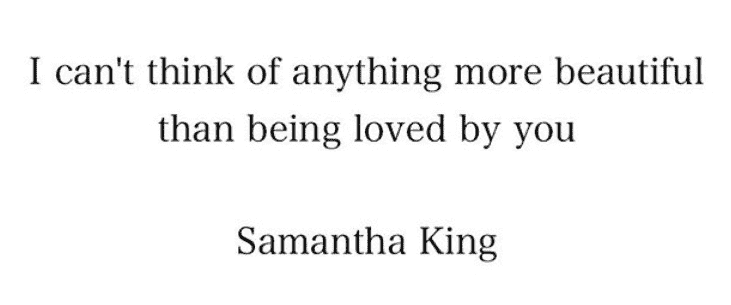 I can't think of anything more beautiful
than being loved by you
Samantha King